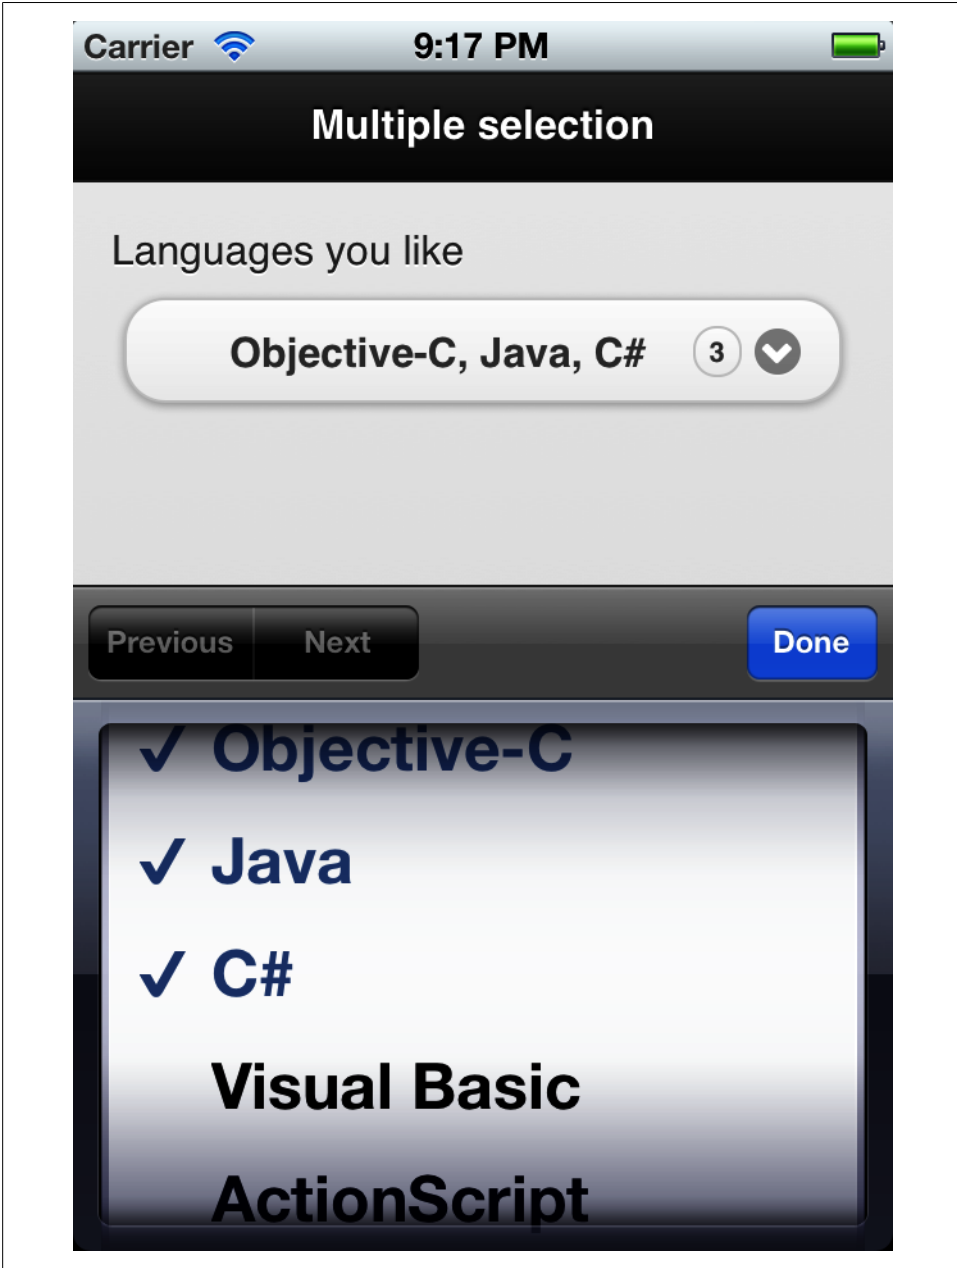 Carrier 9:17 PM
Multiple selection
Languages you like
Objective-C, Java, C# 3
Previous Next Done
✓ Objective-C
✓ Java
✓ C#
Visual Basic
ActionScript